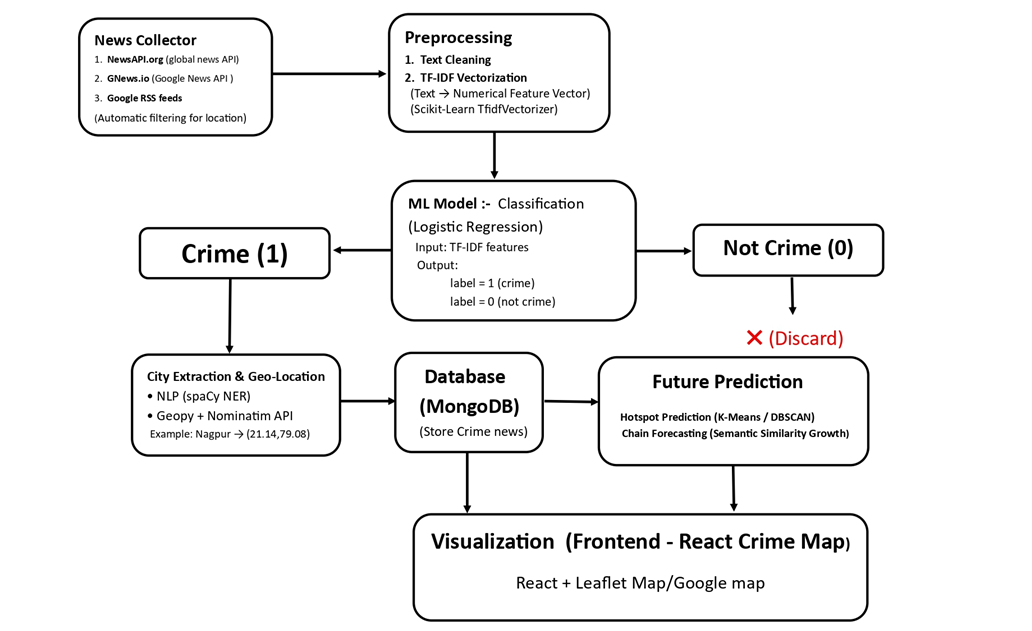 News Collector
1. NewsAPI.org (global news API)
2. GNews.io (Google News API )
3. Google RSS feeds
(Automatic filtering for location)
Preprocessing
1. Text Cleaning
2. TF-IDF Vectorization
(Text → Numerical Feature Vector)
(Scikit-Learn TfidfVectorizer)
ML Model :- Classification
(Logistic Regression)
Input: TF-IDF features
Output:
label = 1 (crime)
label = 0 (not crime)
Crime (1)
Not Crime (0)
❌ (Discard)
City Extraction & Geo-Location
• NLP (spaCy NER)
• Geopy + Nominatim API
Example: Nagpur → (21.14,79.08)
Database
(MongoDB)
(Store Crime news)
Future Prediction
Hotspot Prediction (K-Means / DBSCAN)
Chain Forecasting (Semantic Similarity Growth)
Visualization (Frontend - React Crime Map)
React + Leaflet Map/Google map